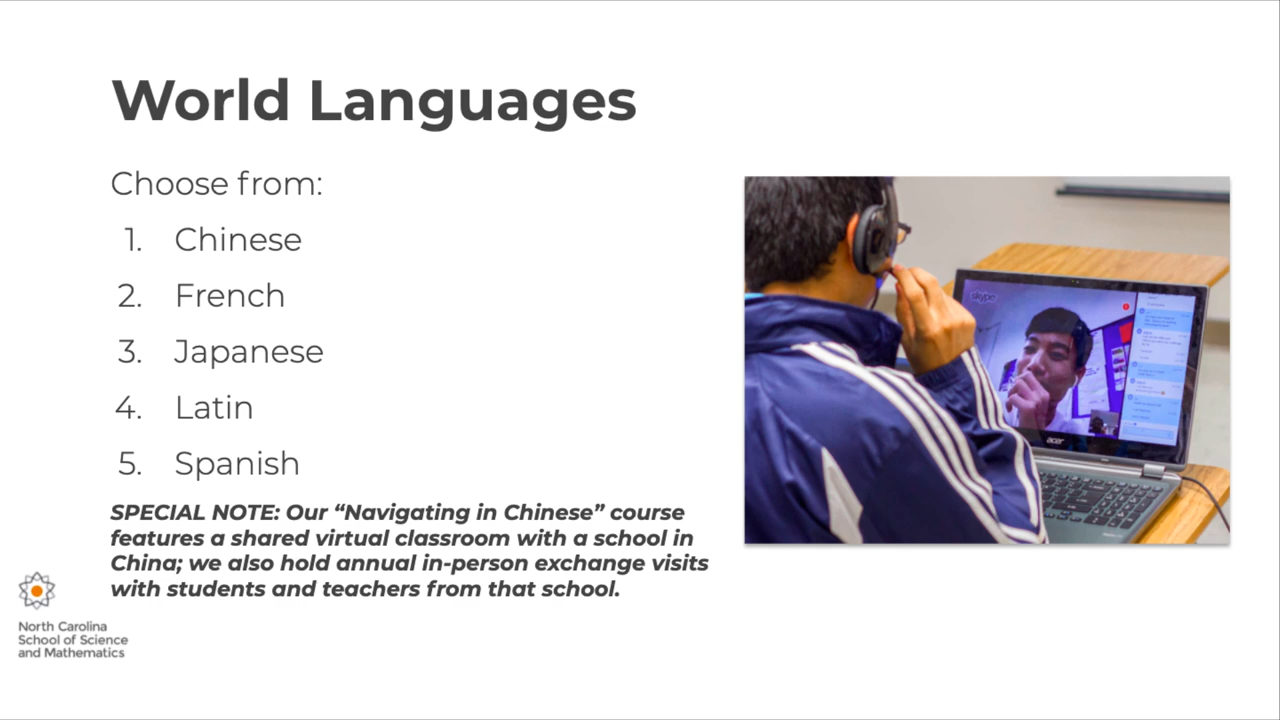 World Languages
Choose from:
1. Chinese
2. French
3. Japanese
4. Latin
5. Spanish
SPECIAL NOTE: Our “Navigating in Chinese” course
features a shared virtual classroom with a school in
China; we also hold annual in-person exchange visits
with students and teachers from that school.
North Carolina
School of Science
and Mathematics
skype
acer